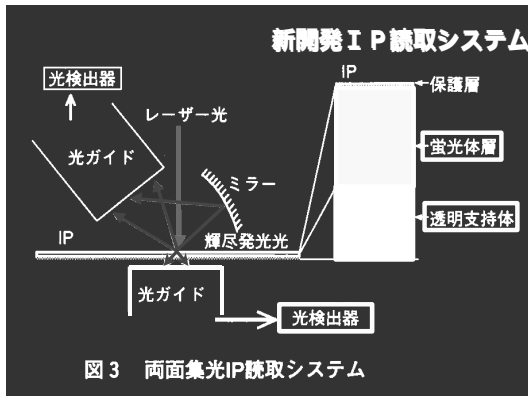 新開発ＩＰ読取システム
IP
光検出器
保護層
レーザー光
光ガイド
蛍光体層
ミラー
透明支持体
IP
輝尽発光光
光ガイド
光検出器
図３ 両面集光IP読取システム